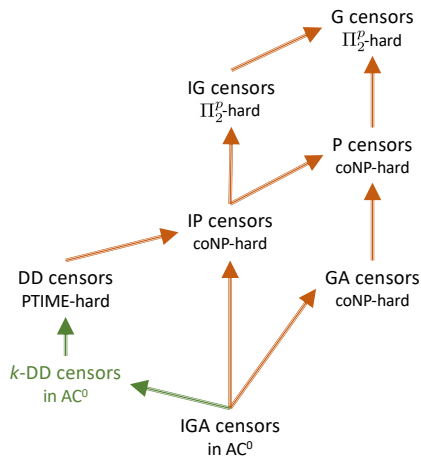 G censors
Π₂ᵖ-hard
IG censors
Π₂ᵖ-hard
P censors
coNP-hard
IP censors
coNP-hard
DD censors
PTIME-hard
GA censors
coNP-hard
k-DD censors
in AC⁰
IGA censors
in AC⁰